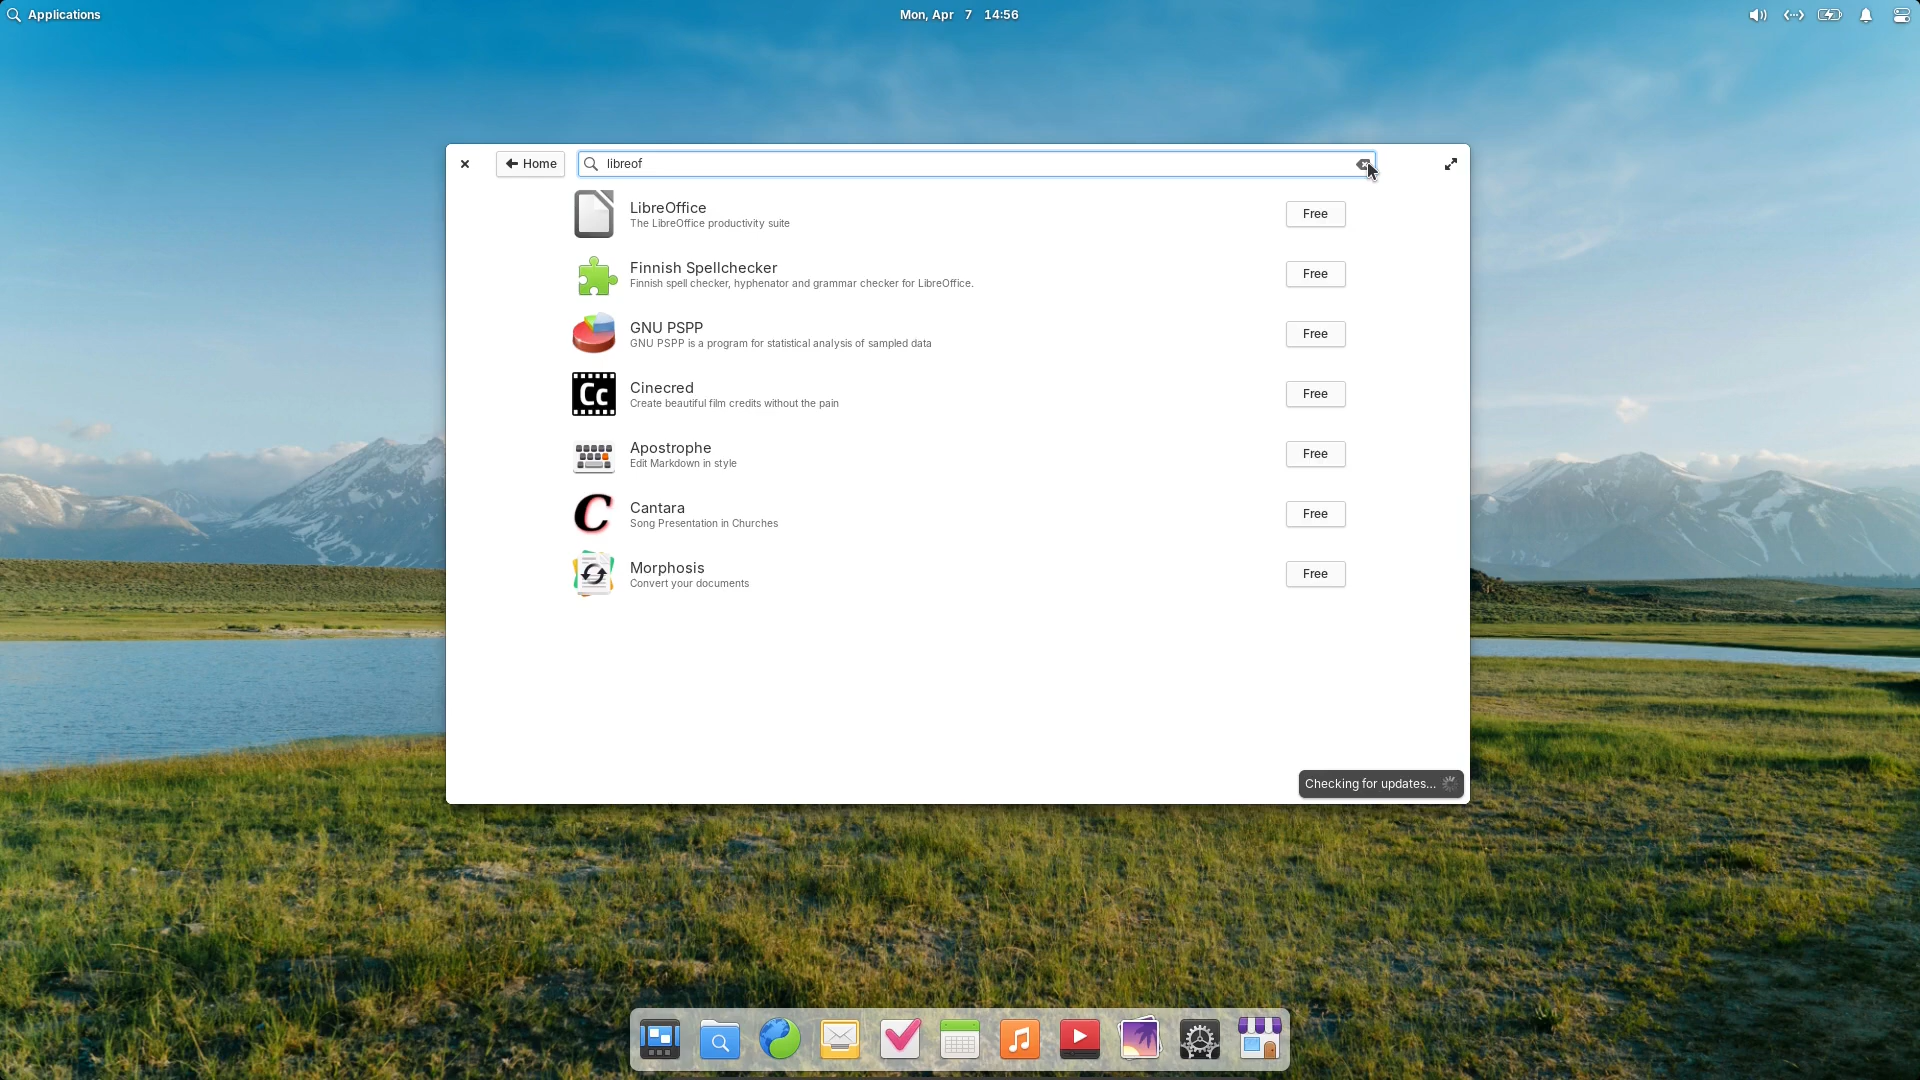 Applications
Mon, Apr 7 14:56
Home
libreof
LibreOffice
The LibreOffice productivity suite
Free
Finnish Spellchecker
Finnish spell checker, hyphenator and grammar checker for LibreOffice.
Free
GNU PSPP
GNU PSPP is a program for statistical analysis of sampled data
Free
Cc
Cinecred
Create beautiful film credits without the pain
Free
Apostrophe
Edit Markdown in style
Free
C
Cantara
Song Presentation in Churches
Free
Morphosis
Convert your documents
Free
Checking for updates...